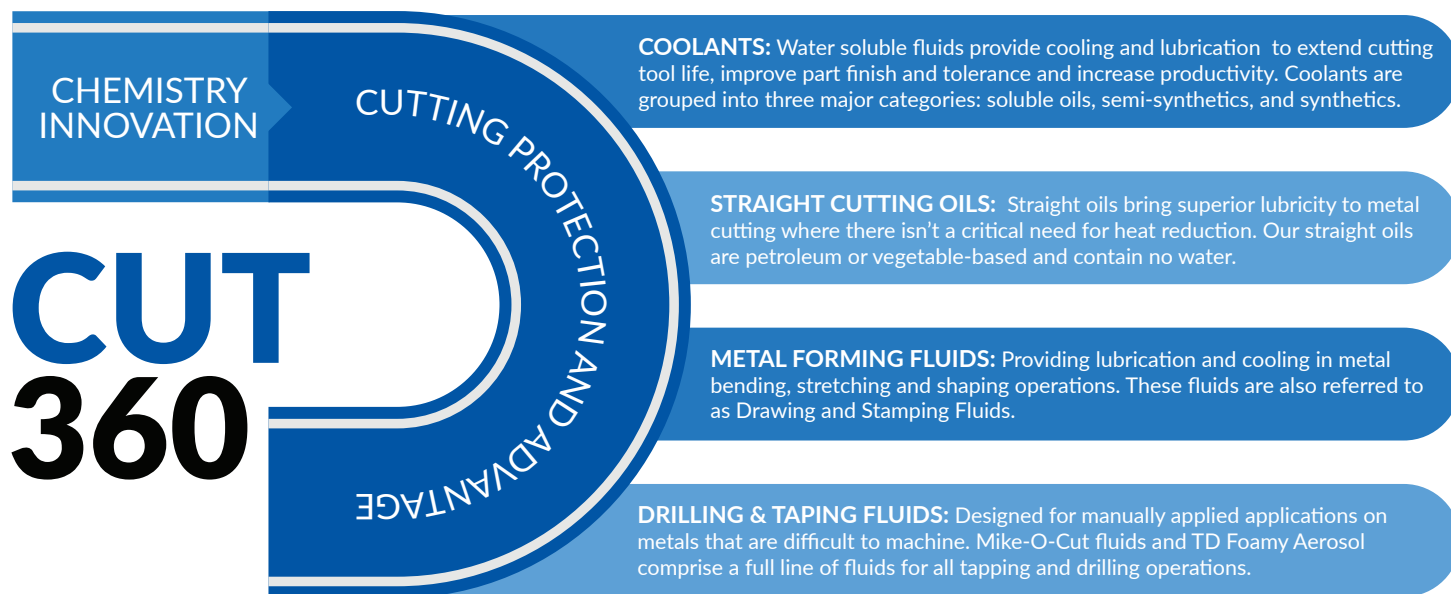 CHEMISTRY
INNOVATION
CUTTING PROTECTION AND ADVANTAGE
CUT
360
COOLANTS: Water soluble fluids provide cooling and lubrication to extend cutting
tool life, improve part finish and tolerance and increase productivity. Coolants are
grouped into three major categories: soluble oils, semi-synthetics, and synthetics.
STRAIGHT CUTTING OILS: Straight oils bring superior lubricity to metal
cutting where there isn’t a critical need for heat reduction. Our straight oils
are petroleum or vegetable-based and contain no water.
METAL FORMING FLUIDS: Providing lubrication and cooling in metal
bending, stretching and shaping operations. These fluids are also referred to
as Drawing and Stamping Fluids.
DRILLING & TAPING FLUIDS: Designed for manually applied applications on
metals that are difficult to machine. Mike-O-Cut fluids and TD Foamy Aerosol
comprise a full line of fluids for all tapping and drilling operations.